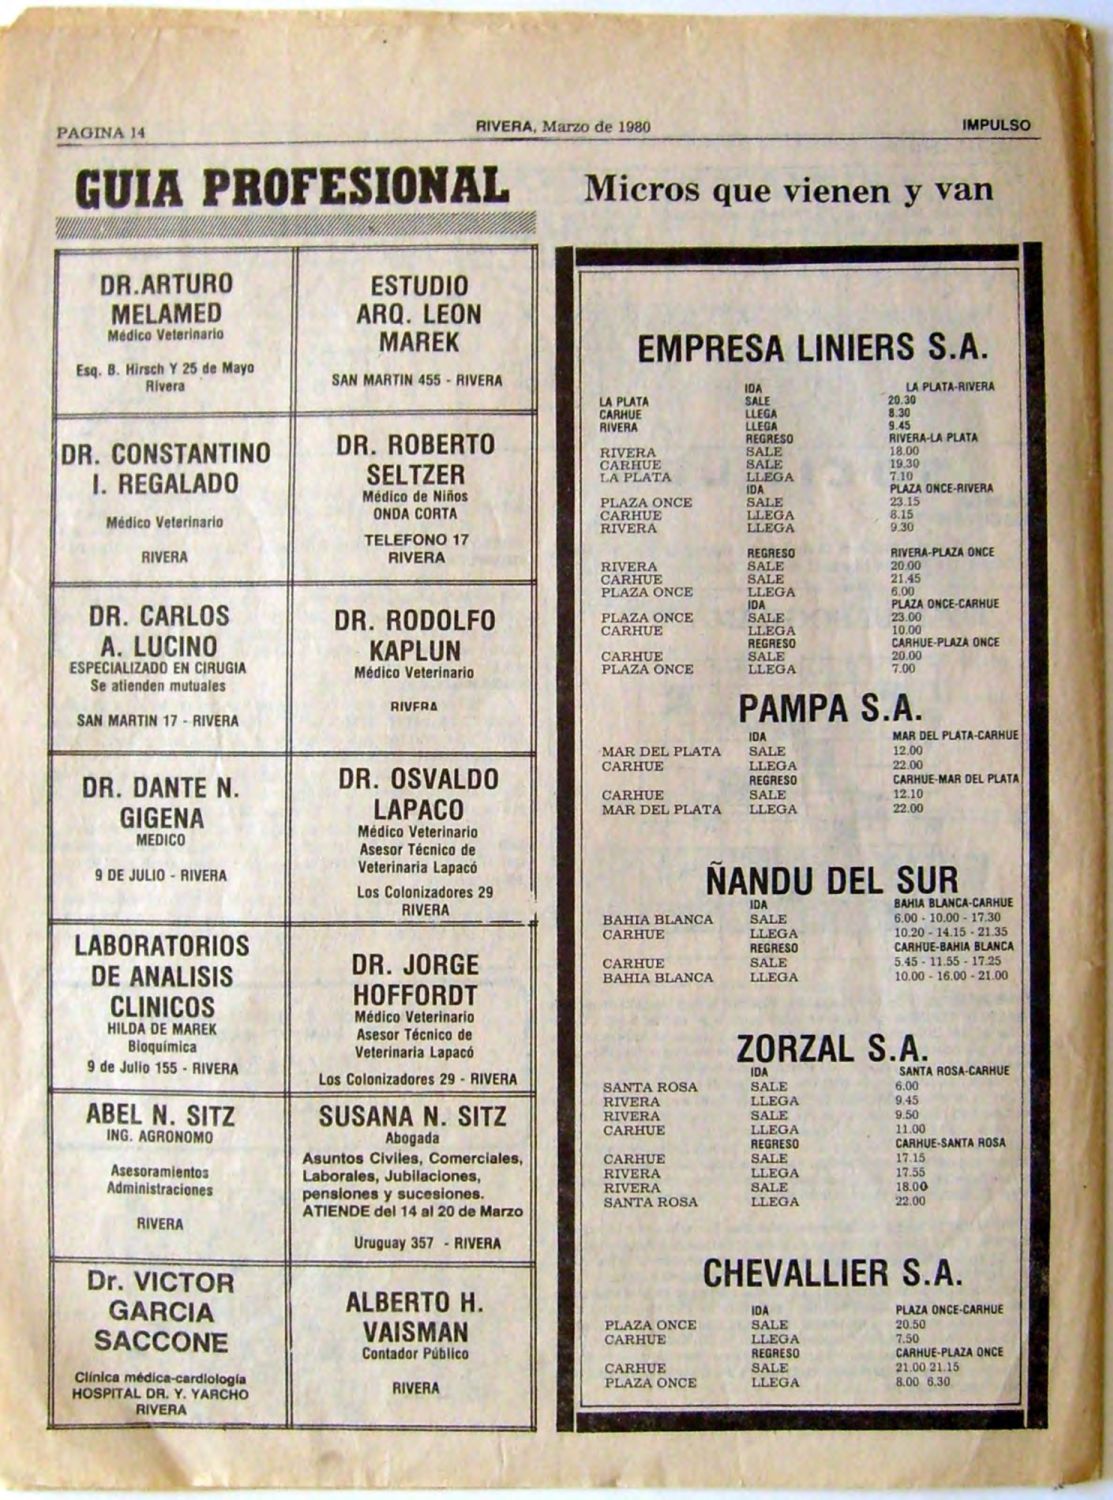 PAGINA 14
RIVERA, Marzo de 1980
IMPULSO
GUIA PROFESIONAL
DR.ARTURO
MELAMED
Médico Veterinario
Esq. B. Hirsch Y 25 de Mayo
Rivera
ESTUDIO
ARQ. LEON
MAREK
SAN MARTIN 455 - RIVERA
DR. CONSTANTINO
I. REGALADO
Médico Veterinario
RIVERA
DR. ROBERTO
SELTZER
Médico de Niños
ONDA CORTA
TELEFONO 17
RIVERA
DR. CARLOS
A. LUCINO
ESPECIALIZADO EN CIRUGIA
Se atienden mutuales
SAN MARTIN 17 - RIVERA
DR. RODOLFO
KAPLUN
Médico Veterinario
RIVERA
DR. DANTE N.
GIGENA
MEDICO
9 DE JULIO - RIVERA
DR. OSVALDO
LAPACO
Médico Veterinario
Asesor Técnico de
Veterinaria Lapacó
Los Colonizadores 29
RIVERA
LABORATORIOS
DE ANALISIS
CLINICOS
HILDA DE MAREK
Bioquímica
9 de Julio 155 - RIVERA
DR. JORGE
HOFFORDT
Médico Veterinario
Asesor Técnico de
Veterinaria Lapacó
Los Colonizadores 29 - RIVERA
ABEL N. SITZ
ING. AGRONOMO
Asesoramientos
Administraciones
RIVERA
SUSANA N. SITZ
Abogada
Asuntos Civiles, Comerciales,
Laborales, Jubilaciones,
pensiones y sucesiones.
ATIENDE del 14 al 20 de Marzo
Uruguay 357 - RIVERA
Dr. VICTOR
GARCIA
SACCONE
Clínica médica-cardiología
HOSPITAL DR. Y. YARCHO
RIVERA
ALBERTO H.
VAISMAN
Contador Público
RIVERA
Micros que vienen y van
EMPRESA LINIERS S.A.
IDA LA PLATA-RIVERA
LA PLATA SALE 20.30
CARHUE LLEGA 8.30
RIVERA LLEGA 9.45
REGRESO RIVERA-LA PLATA
RIVERA SALE 18.00
CARHUE SALE 19.30
LA PLATA LLEGA 7.10
IDA PLAZA ONCE-RIVERA
PLAZA ONCE SALE 23.15
CARHUE LLEGA 8.15
RIVERA LLEGA 9.30
REGRESO RIVERA-PLAZA ONCE
RIVERA SALE 20.00
CARHUE SALE 21.45
PLAZA ONCE LLEGA 6.00
IDA PLAZA ONCE-CARHUE
PLAZA ONCE SALE 23.00
CARHUE LLEGA 10.00
REGRESO CARHUE-PLAZA ONCE
CARHUE SALE 20.00
PLAZA ONCE LLEGA 7.00
PAMPA S.A.
IDA MAR DEL PLATA-CARHUE
MAR DEL PLATA SALE 12.00
CARHUE LLEGA 22.00
REGRESO CARHUE-MAR DEL PLATA
CARHUE SALE 12.10
MAR DEL PLATA LLEGA 22.00
ÑANDU DEL SUR
IDA BAHIA BLANCA-CARHUE
BAHIA BLANCA SALE 6.00 - 10.00 - 17.30
CARHUE LLEGA 10.20 - 14.15 - 21.35
REGRESO CARHUE-BAHIA BLANCA
CARHUE SALE 5.45 - 11.55 - 17.25
BAHIA BLANCA LLEGA 10.00 - 16.00 - 21.00
ZORZAL S.A.
IDA SANTA ROSA-CARHUE
SANTA ROSA SALE 6.00
RIVERA LLEGA 9.45
RIVERA SALE 9.50
CARHUE LLEGA 11.00
REGRESO CARHUE-SANTA ROSA
CARHUE SALE 17.15
RIVERA LLEGA 17.55
RIVERA SALE 18.00
SANTA ROSA LLEGA 22.00
CHEVALLIER S.A.
IDA PLAZA ONCE-CARHUE
PLAZA ONCE SALE 20.50
CARHUE LLEGA 7.50
REGRESO CARHUE-PLAZA ONCE
CARHUE SALE 21.00 21.15
PLAZA ONCE LLEGA 8.00 6.30